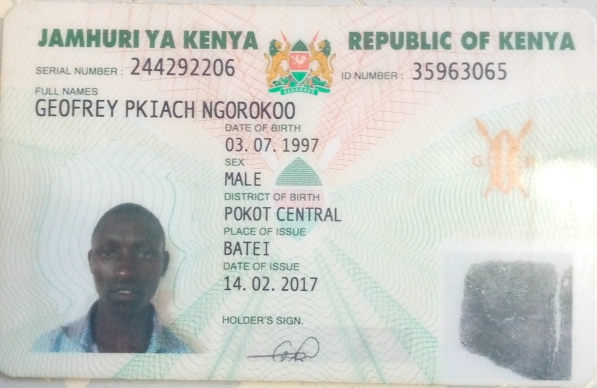 JAMHURI YA KENYA REPUBLIC OF KENYA
SERIAL NUMBER : 244292206 ID NUMBER : 35963065
FULL NAMES
GEOFREY PKIACH NGOROKOO
DATE OF BIRTH
03. 07. 1997
SEX
MALE
DISTRICT OF BIRTH
POKOT CENTRAL
PLACE OF ISSUE
BATEI
DATE OF ISSUE
14. 02. 2017
HOLDER'S SIGN.